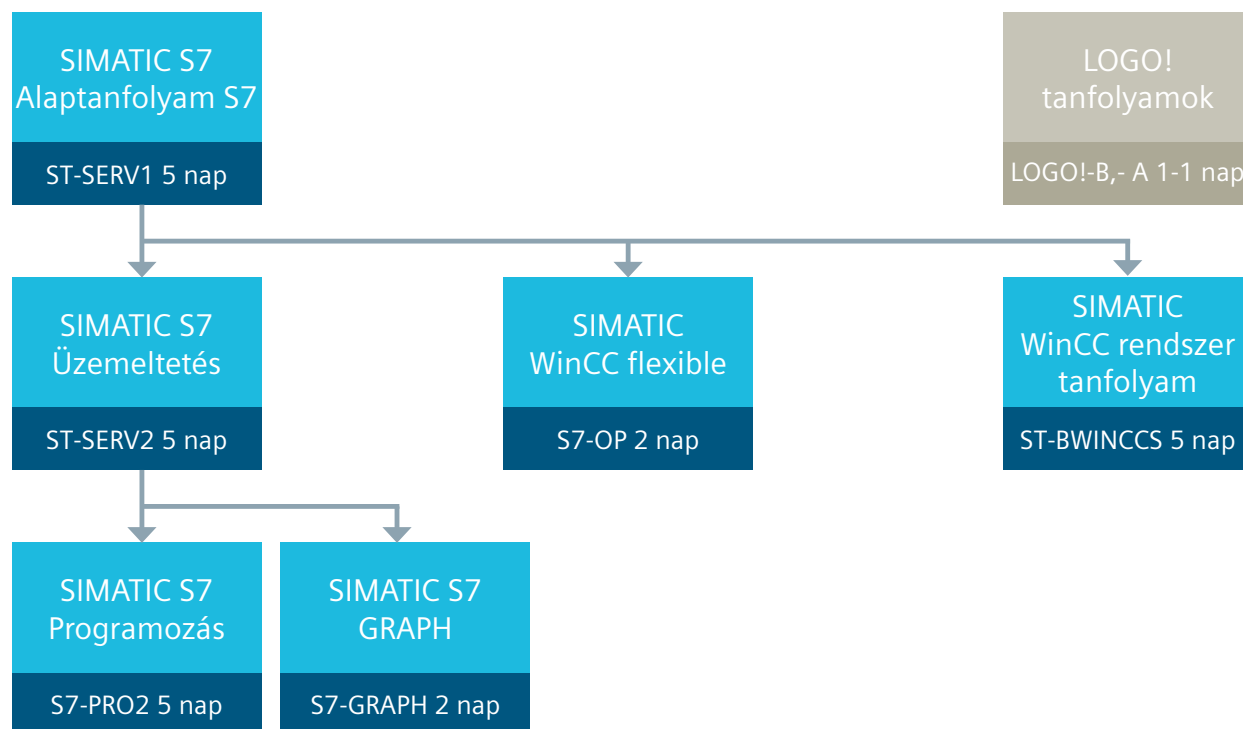 SIMATIC S7
Alaptanfolyam S7
ST-SERV1 5 nap
LOGO!
tanfolyamok
LOGO!-B,- A 1-1 nap
SIMATIC S7
Üzemeltetés
ST-SERV2 5 nap
SIMATIC
WinCC flexible
S7-OP 2 nap
SIMATIC
WinCC rendszer
tanfolyam
ST-BWINCCS 5 nap
SIMATIC S7
Programozás
S7-PRO2 5 nap
SIMATIC S7
GRAPH
S7-GRAPH 2 nap